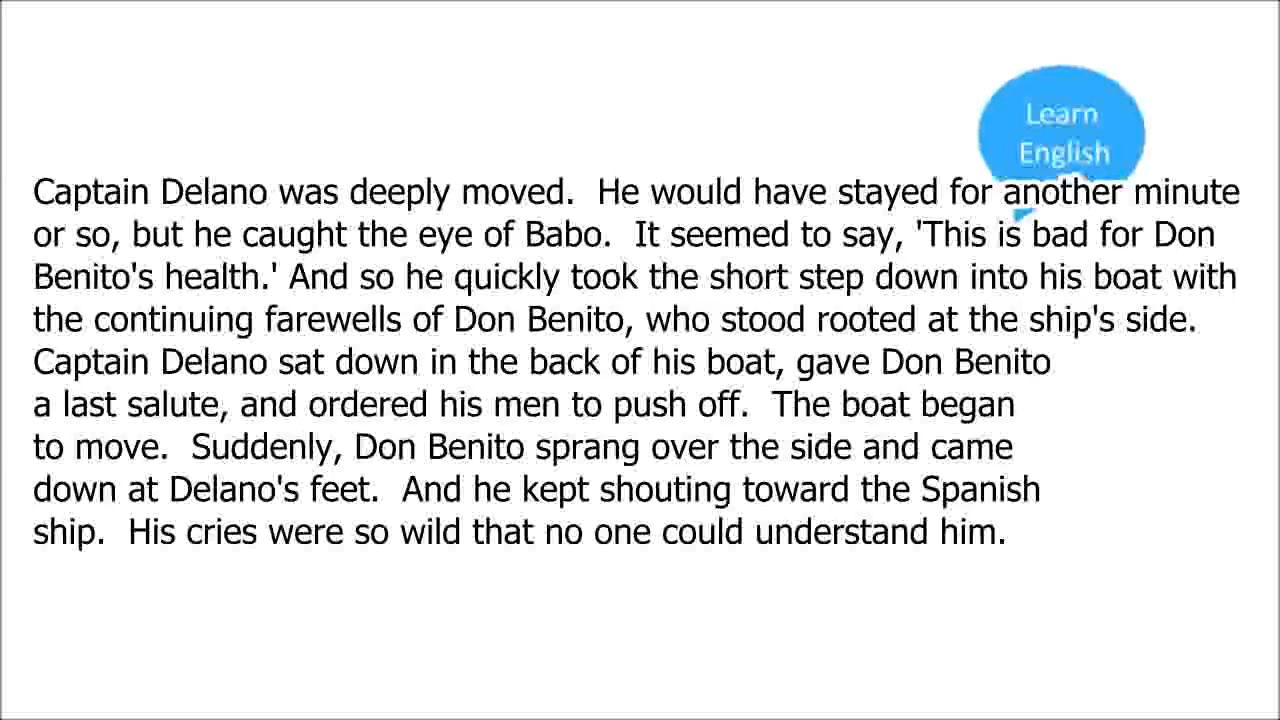 Learn
English
Captain Delano was deeply moved.  He would have stayed for another minute
or so, but he caught the eye of Babo.  It seemed to say, 'This is bad for Don
Benito's health.' And so he quickly took the short step down into his boat with
the continuing farewells of Don Benito, who stood rooted at the ship's side.
Captain Delano sat down in the back of his boat, gave Don Benito
a last salute, and ordered his men to push off.  The boat began
to move.  Suddenly, Don Benito sprang over the side and came
down at Delano's feet.  And he kept shouting toward the Spanish
ship.  His cries were so wild that no one could understand him.